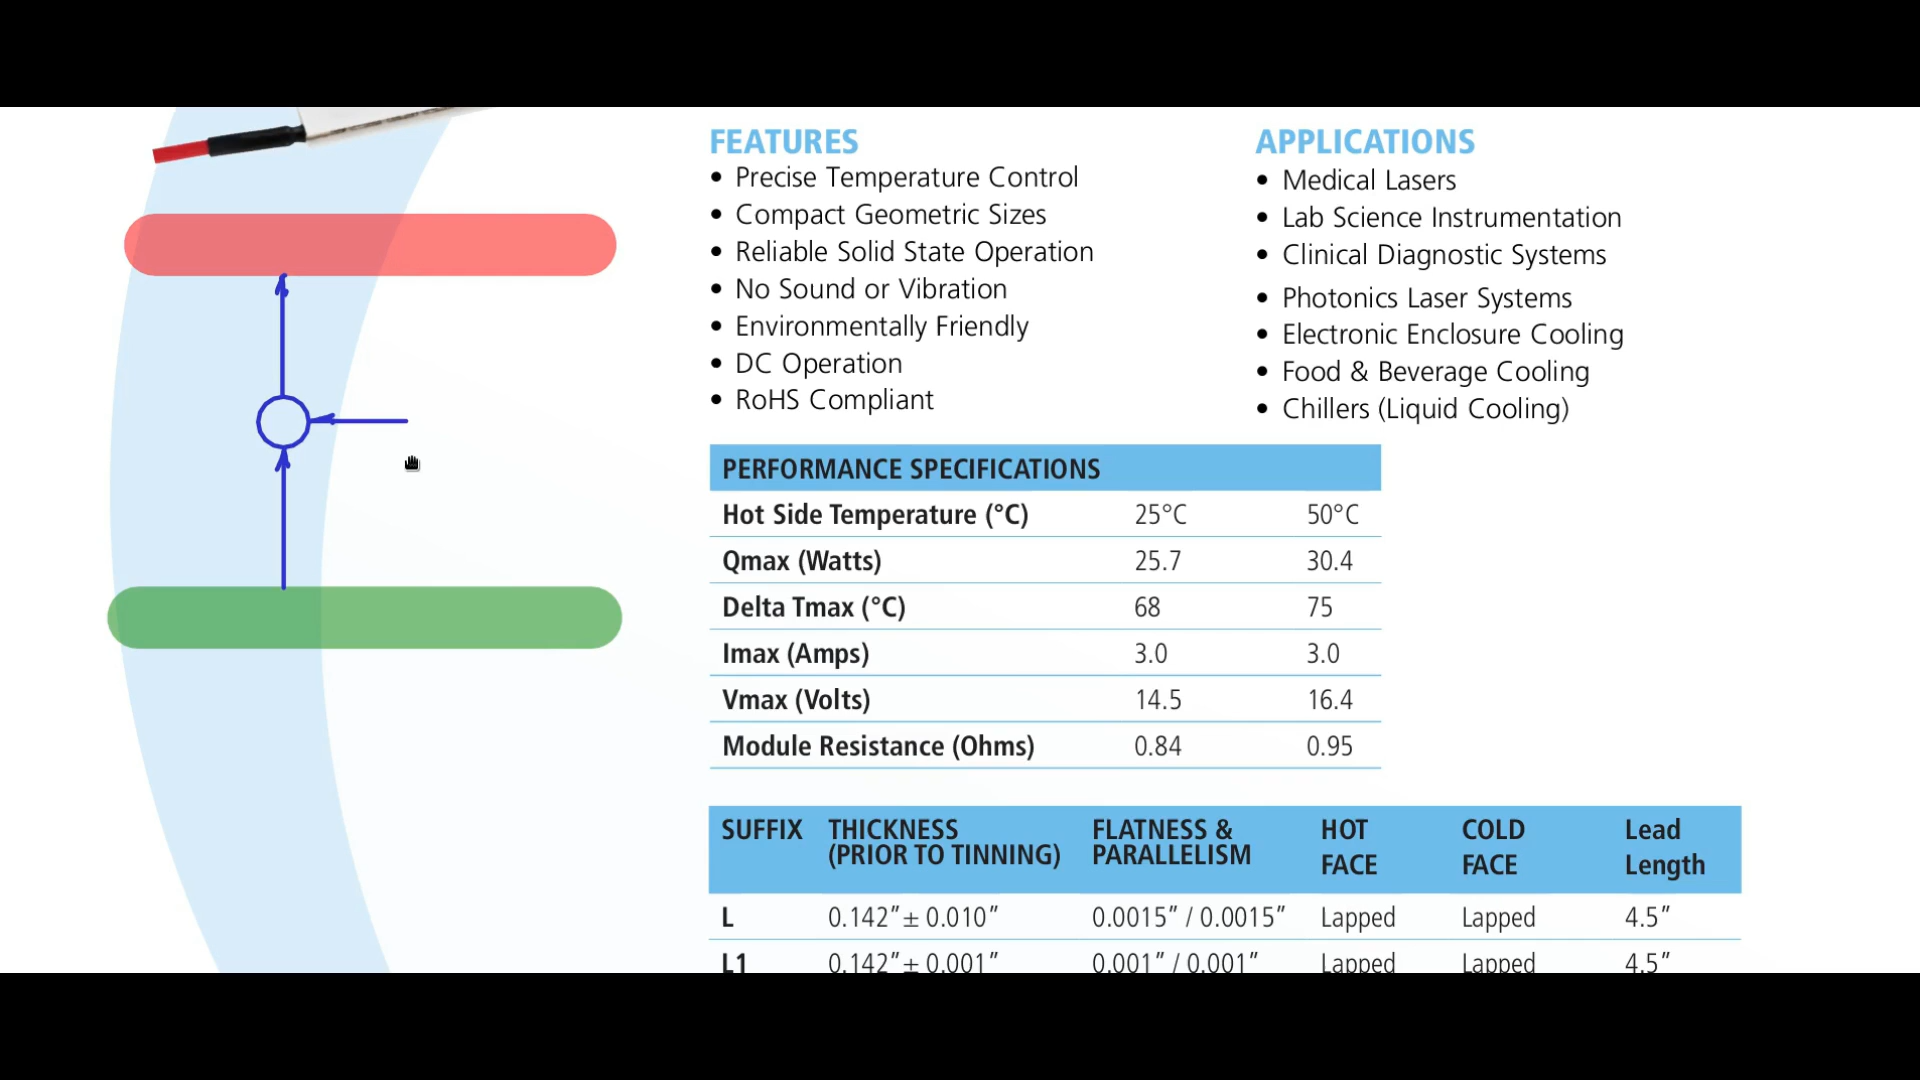 FEATURES
• Precise Temperature Control
• Compact Geometric Sizes
• Reliable Solid State Operation
• No Sound or Vibration
• Environmentally Friendly
• DC Operation
• RoHS Compliant
APPLICATIONS
• Medical Lasers
• Lab Science Instrumentation
• Clinical Diagnostic Systems
• Photonics Laser Systems
• Electronic Enclosure Cooling
• Food & Beverage Cooling
• Chillers (Liquid Cooling)
PERFORMANCE SPECIFICATIONS
Hot Side Temperature (°C) 25°C 50°C
Qmax (Watts) 25.7 30.4
Delta Tmax (°C) 68 75
Imax (Amps) 3.0 3.0
Vmax (Volts) 14.5 16.4
Module Resistance (Ohms) 0.84 0.95
SUFFIX THICKNESS (PRIOR TO TINNING) FLATNESS & PARALLELISM HOT FACE COLD FACE Lead Length
L 0.142”± 0.010” 0.0015” / 0.0015” Lapped Lapped 4.5”
L1 0.142”± 0.001” 0.001” / 0.001” Lapped Lapped 4.5”